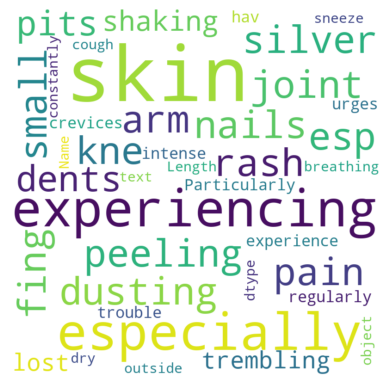 pits shaking hav sneeze
constantly cough silver
small skin joint urges
crevices arm nails esp
Name kne intense Length rash breathing
dents text Particularly
experiencing
fing peeling experience
dusting dtype pain
regularly
trouble especially object
lost dry outside trembling